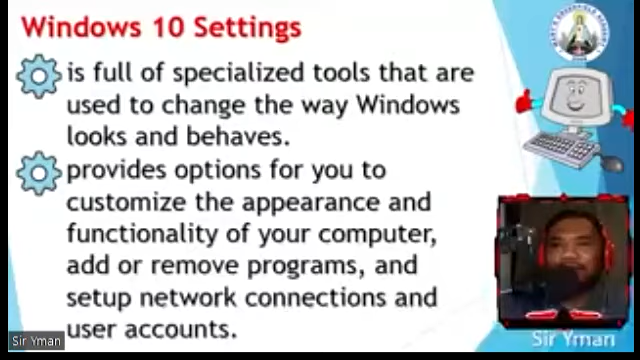 Windows 10 Settings
is full of specialized tools that are
used to change the way Windows
looks and behaves.
provides options for you to
customize the appearance and
functionality of your computer,
add or remove programs, and
setup network connections and
user accounts.
Sir Yman
Sir Yman